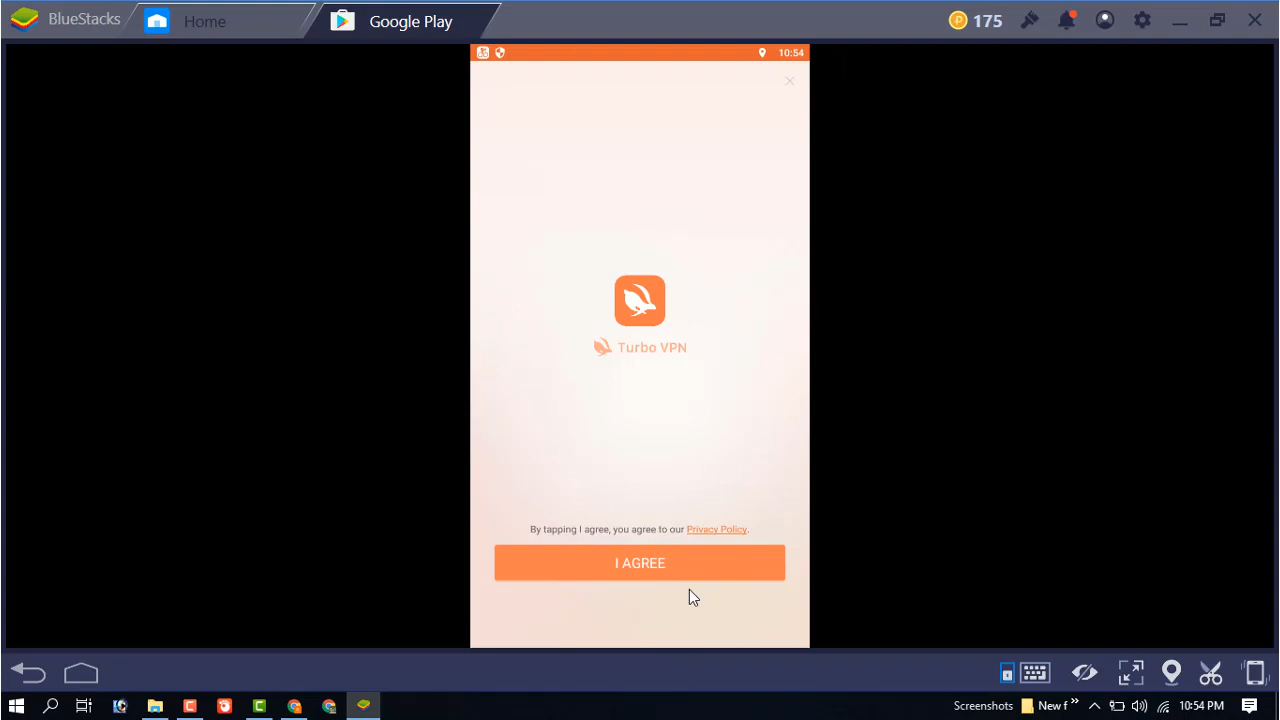 BlueStacks
Home
Google Play
175
10:54
Turbo VPN
By tapping I agree, you agree to our Privacy Policy.
I AGREE
Screenshots
New f
10:54 PM